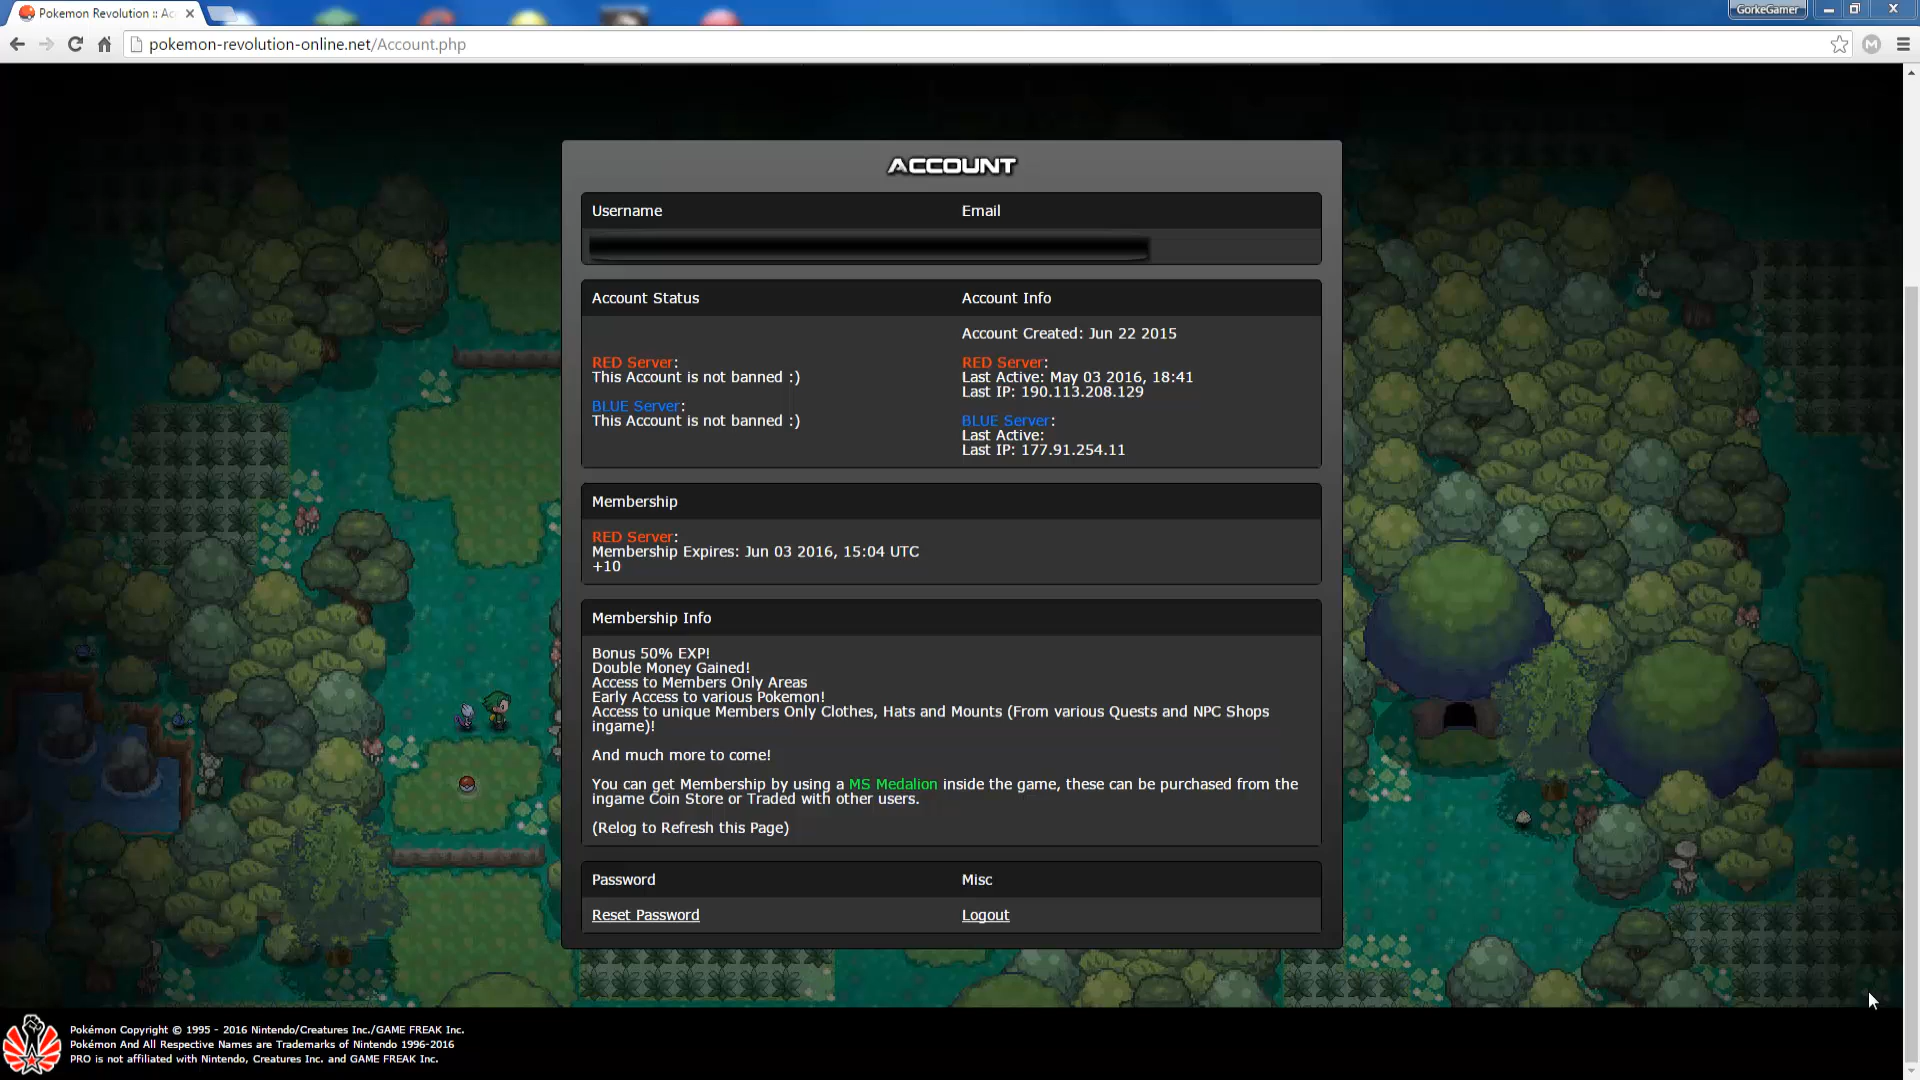 Pokemon Revolution :: Ac
GorkeGamer
pokemon-revolution-online.net/Account.php
ACCOUNT
Username Email
Account Status Account Info
Account Created: Jun 22 2015
RED Server: RED Server:
This Account is not banned :) Last Active: May 03 2016, 18:41
Last IP: 190.113.208.129
BLUE Server: BLUE Server:
This Account is not banned :) Last Active:
Last IP: 177.91.254.11
Membership
RED Server:
Membership Expires: Jun 03 2016, 15:04 UTC
+10
Membership Info
Bonus 50% EXP!
Double Money Gained!
Access to Members Only Areas
Early Access to various Pokemon!
Access to unique Members Only Clothes, Hats and Mounts (From various Quests and NPC Shops
ingame)!
And much more to come!
You can get Membership by using a MS Medalion inside the game, these can be purchased from the
ingame Coin Store or Traded with other users.
(Relog to Refresh this Page)
Password Misc
Reset Password Logout
Pokémon Copyright © 1995 - 2016 Nintendo/Creatures Inc./GAME FREAK Inc.
Pokémon And All Respective Names are Trademarks of Nintendo 1996-2016
PRO is not affiliated with Nintendo, Creatures Inc. and GAME FREAK Inc.